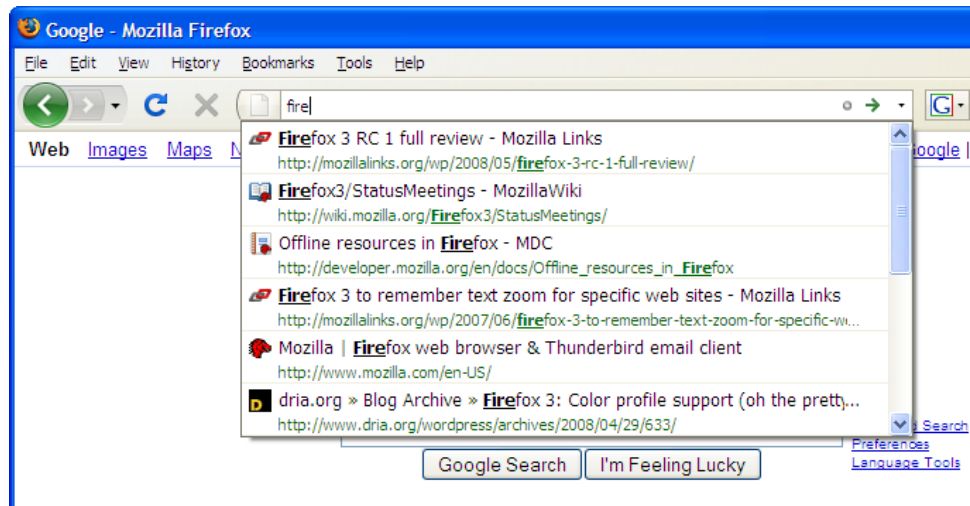 Google - Mozilla Firefox
File Edit View History Bookmarks Tools Help
fire
G
Web Images Maps
Google |
Firefox 3 RC 1 full review - Mozilla Links
http://mozillalinks.org/wp/2008/05/firefox-3-rc-1-full-review/
Firefox3/StatusMeetings - MozillaWiki
http://wiki.mozilla.org/Firefox3/StatusMeetings/
Offline resources in Firefox - MDC
http://developer.mozilla.org/en/docs/Offline_resources_in_Firefox
Firefox 3 to remember text zoom for specific web sites - Mozilla Links
http://mozillalinks.org/wp/2007/06/firefox-3-to-remember-text-zoom-for-specific-w...
Mozilla | Firefox web browser & Thunderbird email client
http://www.mozilla.com/en-US/
dria.org » Blog Archive » Firefox 3: Color profile support (oh the pretty,...
http://www.dria.org/wordpress/archives/2008/04/29/633/
Search
Preferences
Language Tools
Google Search I'm Feeling Lucky